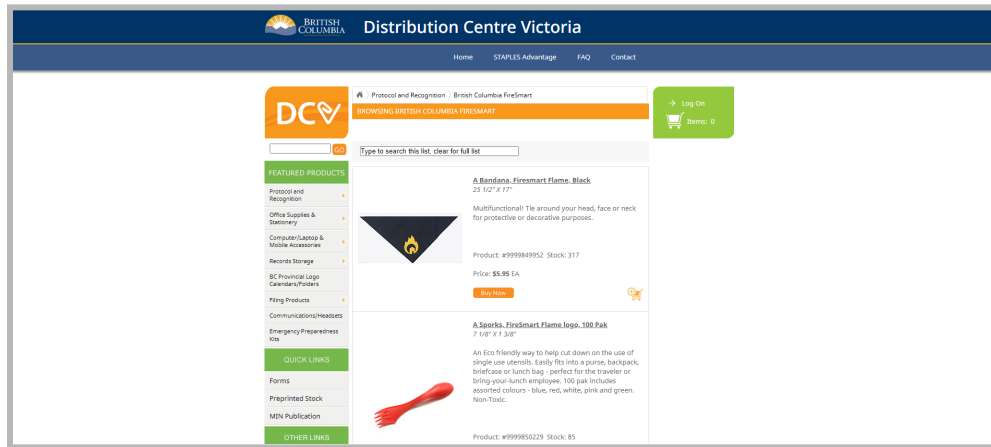 BRITISH
COLUMBIA
Distribution Centre Victoria
Home STAPLES Advantage FAQ Contact
DCV
GO
FEATURED PRODUCTS
Protocol and
Recognition
Office Supplies &
Stationery
Computer/Laptop &
Mobile Accessories
Records Storage
BC Provincial Logo
Calendars/Folders
Filing Products
Communications/Headsets
Emergency Preparedness
Kits
QUICK LINKS
Forms
Preprinted Stock
MIN Publication
OTHER LINKS
Protocol and Recognition British Columbia FireSmart
BROWSING BRITISH COLUMBIA FIRESMART
Type to search this list, clear for full list
A Bandana, Firesmart Flame, Black
25 1/2" X 17"
Multifunctional! Tie around your head, face or neck
for protective or decorative purposes.
Product: #9999849952 Stock: 317
Price: $5.95 EA
Buy Now
A Sporks, FireSmart Flame logo, 100 Pak
7 1/8" X 1 3/8"
An Eco friendly way to help cut down on the use of
single use utensils. Easily fits into a purse, backpack,
briefcase or lunch bag - perfect for the traveler or
bring-your-lunch employee. 100 pak includes
assorted colours - blue, red, white, pink and green.
Non-Toxic.
Product: #9999850229 Stock: 85
Log On
Items: 0